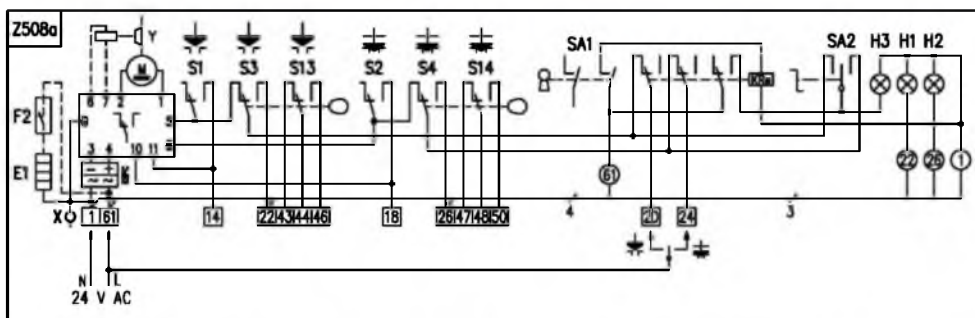 Z508a
Y
M
S1 S3 S13 S2 S4 S14
SA1
SA2 H3 H1 H2
F2
6 7 2 1
8
5
9
3 4 10 11
E1
61
22 26 1
X 1 61
14
22 43 44 46
18
26 47 48 50
4
20 24
3
N L
24 V AC